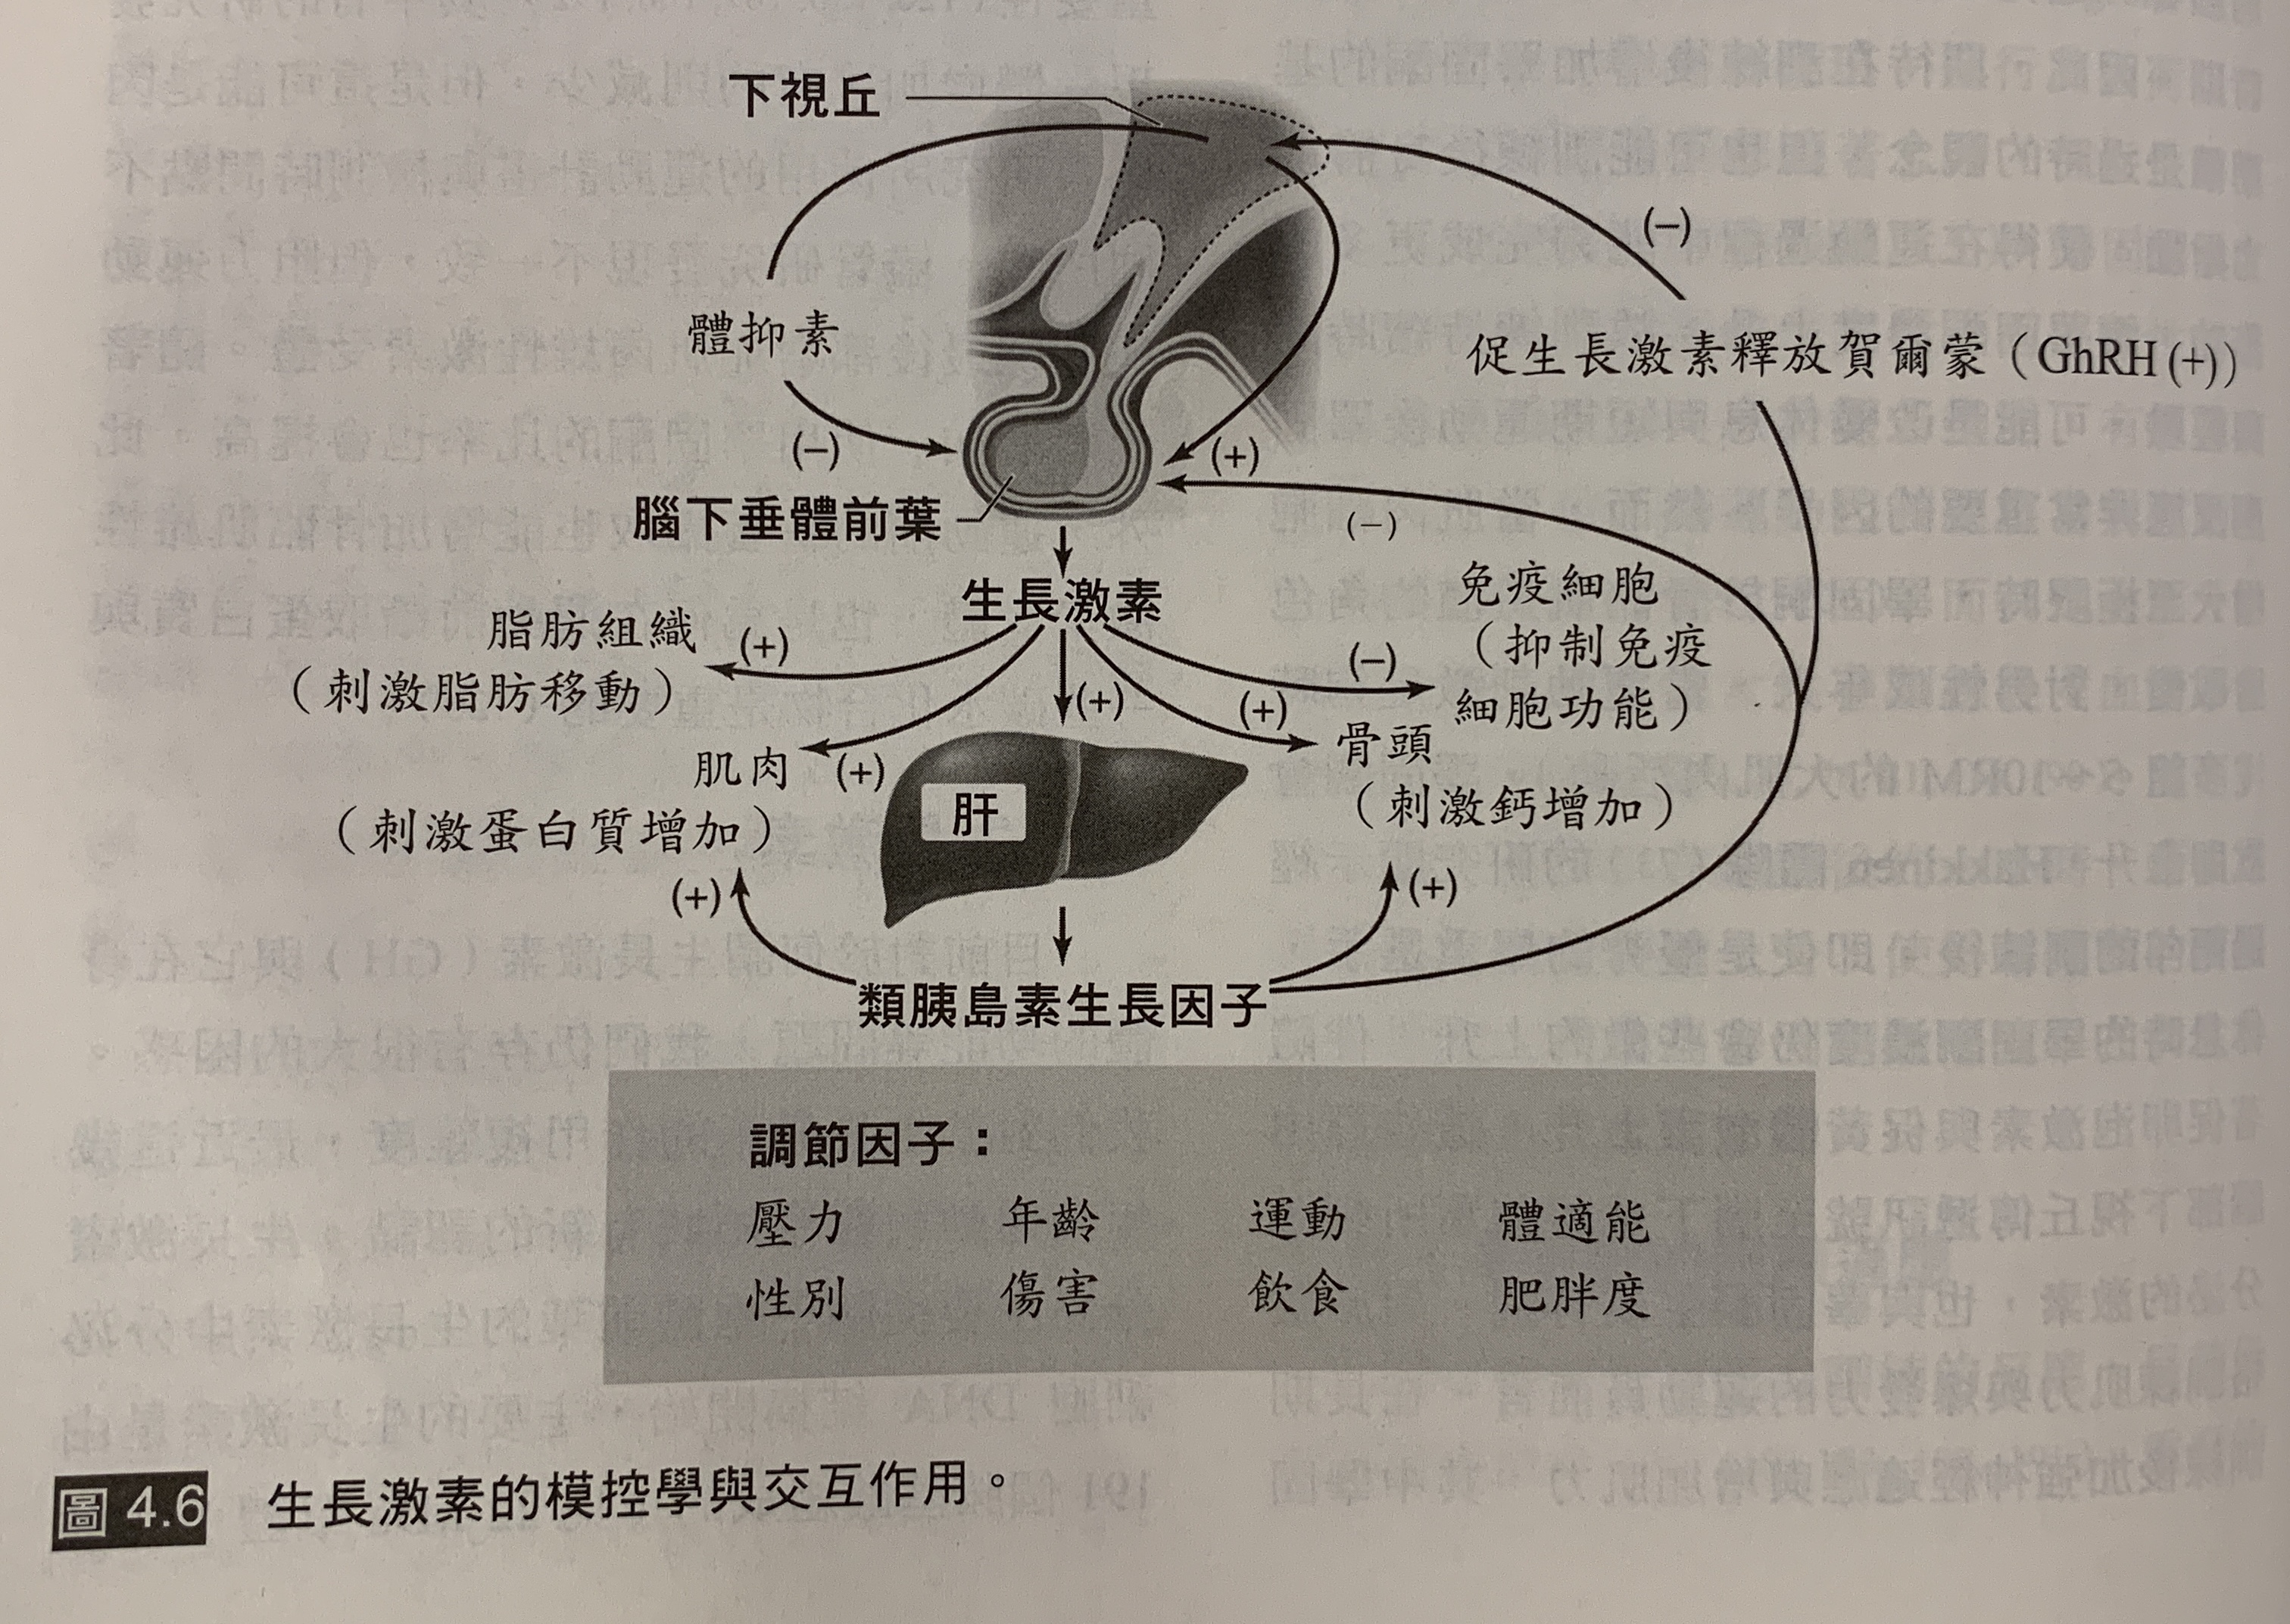 下視丘
(−)
體抑素
促生長激素釋放賀爾蒙（GhRH (+)）
(−)
(+)
腦下垂體前葉
(−)
生長激素
脂肪組織
（刺激脂肪移動）
(+)
免疫細胞
（抑制免疫
細胞功能）
(−)
(+)
(+)
骨頭
（刺激鈣增加）
肌肉
（刺激蛋白質增加）
(+)
肝
(+)
(+)
類胰島素生長因子
調節因子：
壓力 年齡 運動 體適能
性別 傷害 飲食 肥胖度
圖 4.6 生長激素的模控學與交互作用。